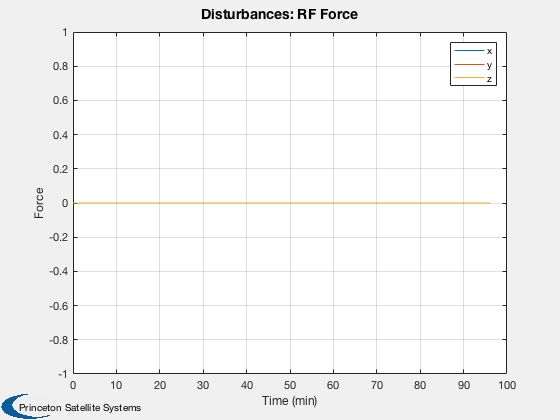 Disturbances: RF Force
1
0.8
0.6
0.4
0.2
0
-0.2
-0.4
-0.6
-0.8
-1
Force
x
y
z
0 10 20 30 40 50 60 70 80 90 100
Time (min)
Princeton Satellite Systems